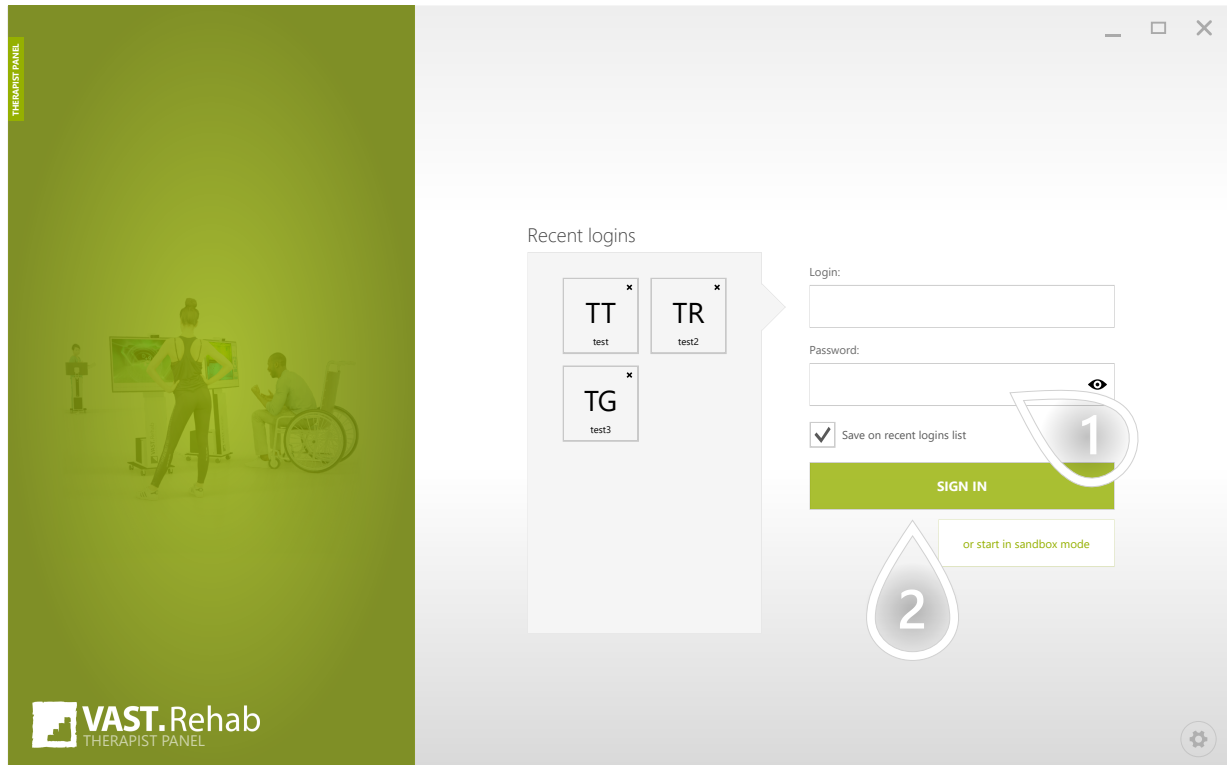 THERAPIST PANEL
Recent logins
TT
test
TR
test2
TG
test3
Login:
Password:
Save on recent logins list
SIGN IN
or start in sandbox mode
1
2
VAST.Rehab
THERAPIST PANEL